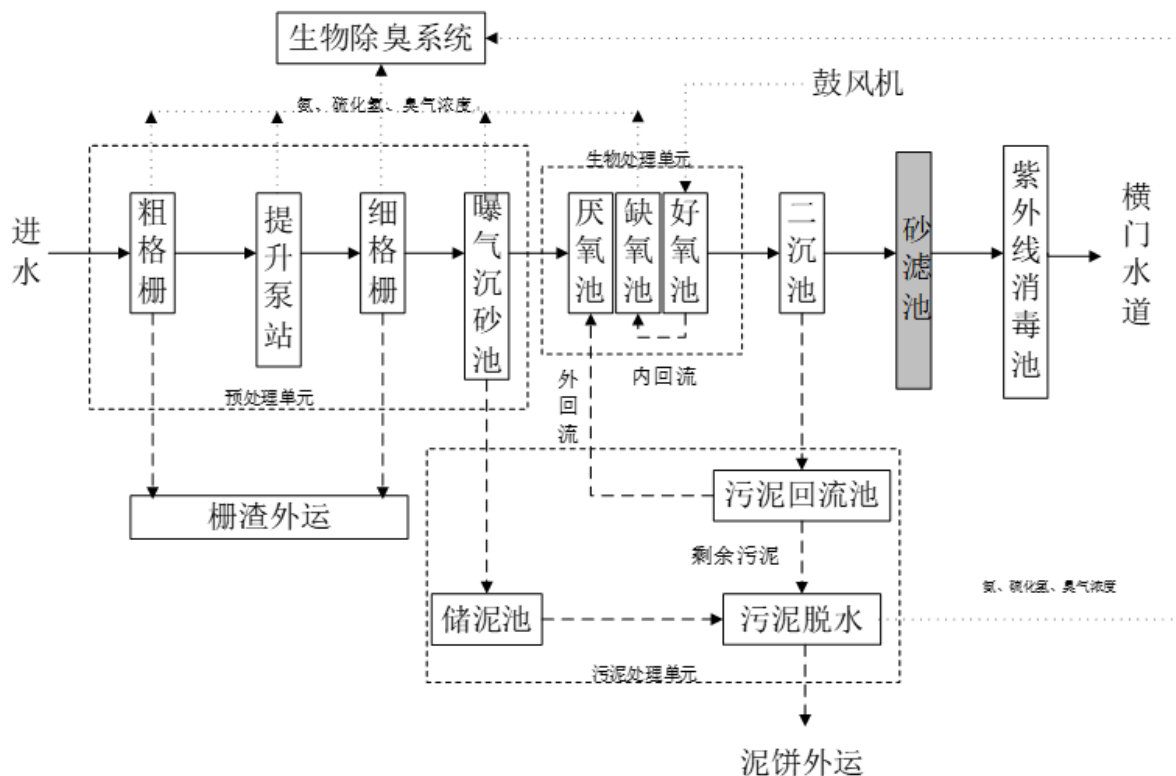 生物除臭系统
鼓风机
氨、硫化氢、臭气浓度
生物处理单元
进水
粗格栅
提升泵站
细格栅
曝气沉砂池
厌氧池
缺氧池
好氧池
二沉池
砂滤池
紫外线消毒池
横门水道
预处理单元
外回流
内回流
栅渣外运
污泥回流池
剩余污泥
氨、硫化氢、臭气浓度
储泥池
污泥脱水
污泥处理单元
泥饼外运